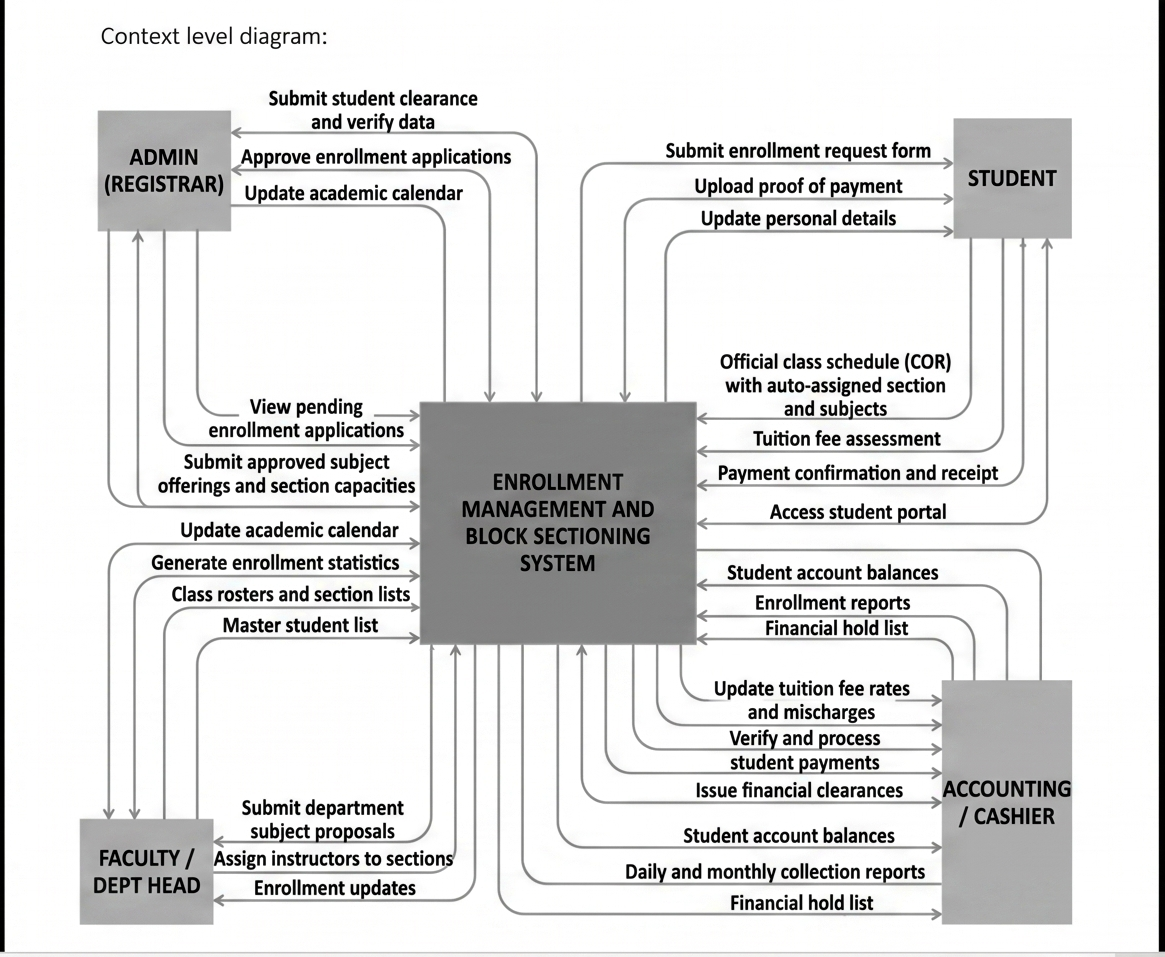 Context level diagram:
Submit student clearance
and verify data
Approve enrollment applications
Update academic calendar
ADMIN
(REGISTRAR)
Submit enrollment request form
Upload proof of payment
Update personal details
STUDENT
View pending
enrollment applications
Submit approved subject
offerings and section capacities
Official class schedule (COR)
with auto-assigned section
and subjects
Tuition fee assessment
Payment confirmation and receipt
Access student portal
ENROLLMENT
MANAGEMENT AND
BLOCK SECTIONING
SYSTEM
Update academic calendar
Generate enrollment statistics
Class rosters and section lists
Master student list
Student account balances
Enrollment reports
Financial hold list
Update tuition fee rates
and mischarges
Verify and process
student payments
Issue financial clearances
Student account balances
Daily and monthly collection reports
Financial hold list
ACCOUNTING
/ CASHIER
Submit department
subject proposals
Assign instructors to sections
Enrollment updates
FACULTY /
DEPT HEAD